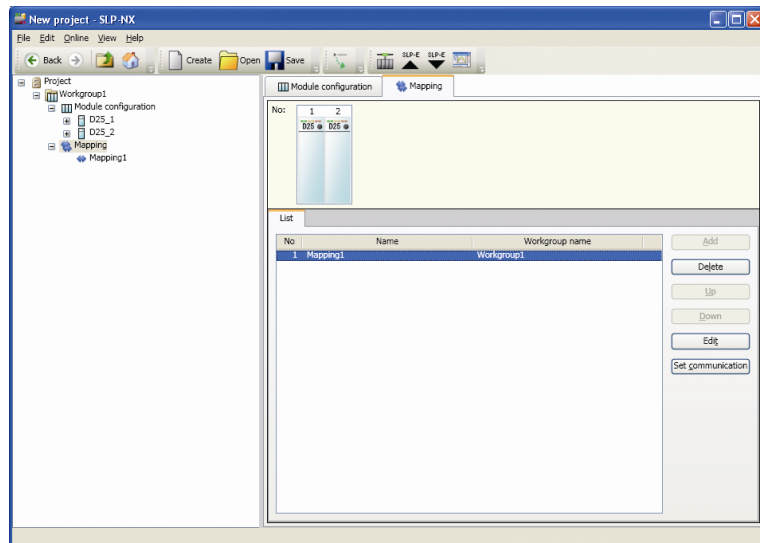 New project - SLP-NX
File Edit Online View Help
Back Create Open Save SLP-E SLP-E
Project
Workgroup1
Module configuration
D25_1
D25_2
Mapping
Mapping1
Module configuration Mapping
No: 1 2
D25 D25
List
No Name Workgroup name
1 Mapping1 Workgroup1
Add
Delete
Up
Down
Edit
Set communication